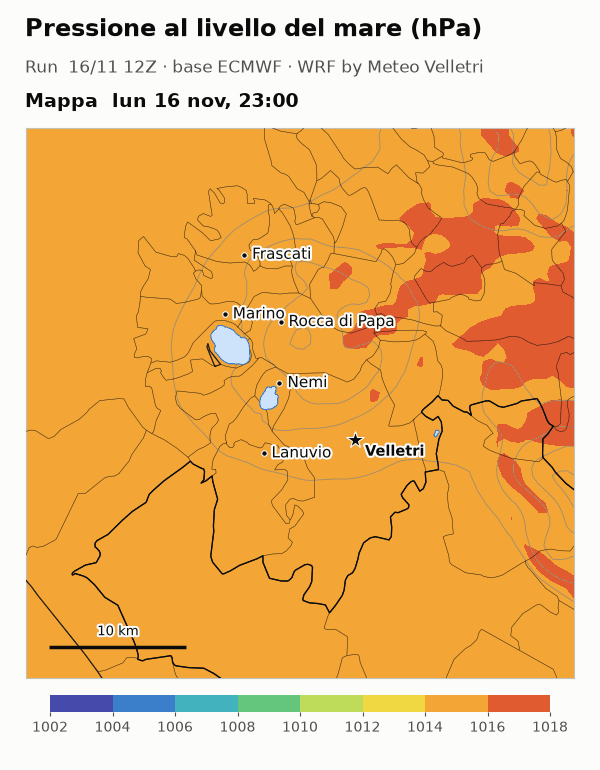 Pressione al livello del mare (hPa)
Run  16/11 12Z · base ECMWF · WRF by Meteo Velletri
Mappa  lun 16 nov, 23:00
Frascati
Marino
Rocca di Papa
Nemi
Velletri
Lanuvio
10 km
1002 1004 1006 1008 1010 1012 1014 1016 1018